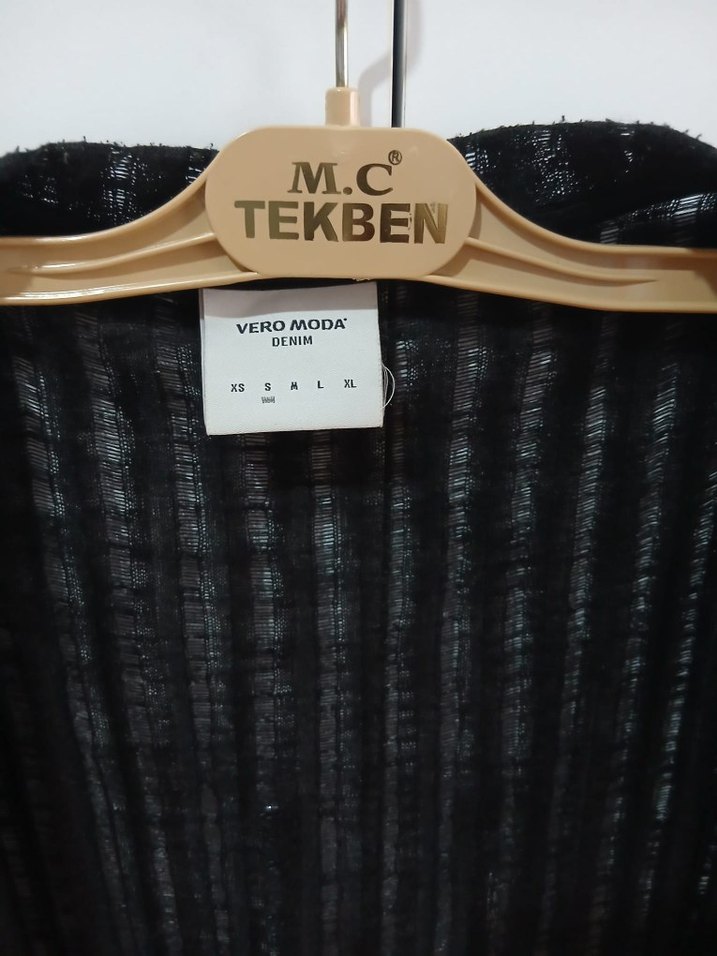 M.C®
TEKBEN
VERO MODA®
DENIM
XS S M L XL